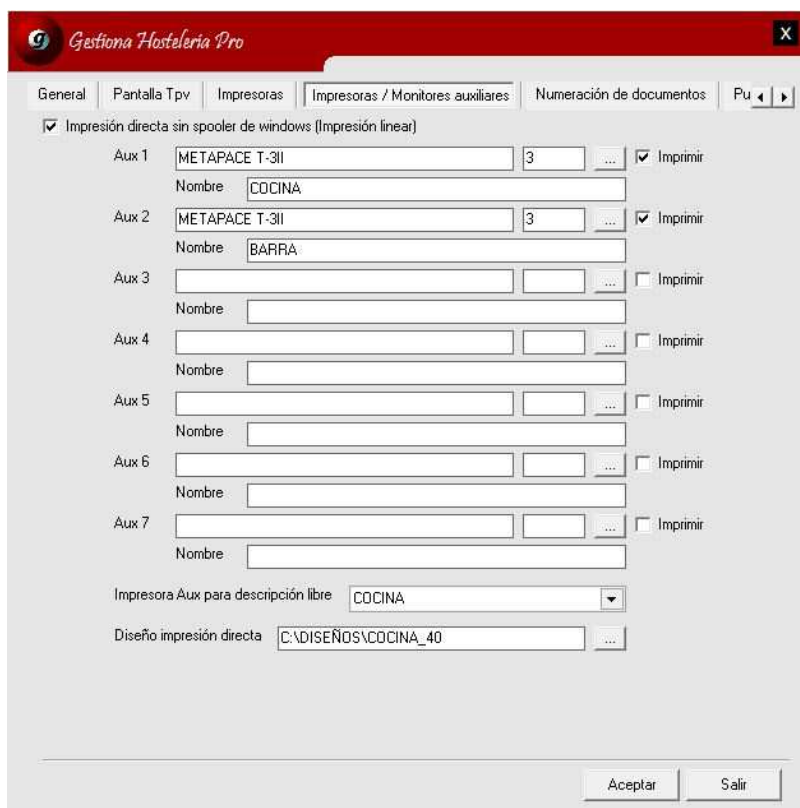 g Gestiona Hostelería Pro X
General Pantalla Tpv Impresoras Impresoras / Monitores auxiliares Numeración de documentos Pu
Impresión directa sin spooler de windows (Impresión linear)
Aux 1 METAPACE T-3II 3 ... Imprimir
Nombre COCINA
Aux 2 METAPACE T-3II 3 ... Imprimir
Nombre BARRA
Aux 3 ... Imprimir
Nombre
Aux 4 ... Imprimir
Nombre
Aux 5 ... Imprimir
Nombre
Aux 6 ... Imprimir
Nombre
Aux 7 ... Imprimir
Nombre
Impresora Aux para descripción libre COCINA
Diseño impresión directa C:\DISEÑOS\COCINA_40 ...
Aceptar Salir